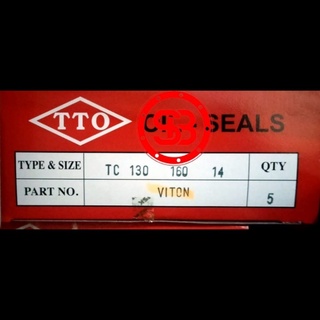 TTO
SEALS
TYPE & SIZE TC 130 160 14 QTY
PART NO. VITON 5